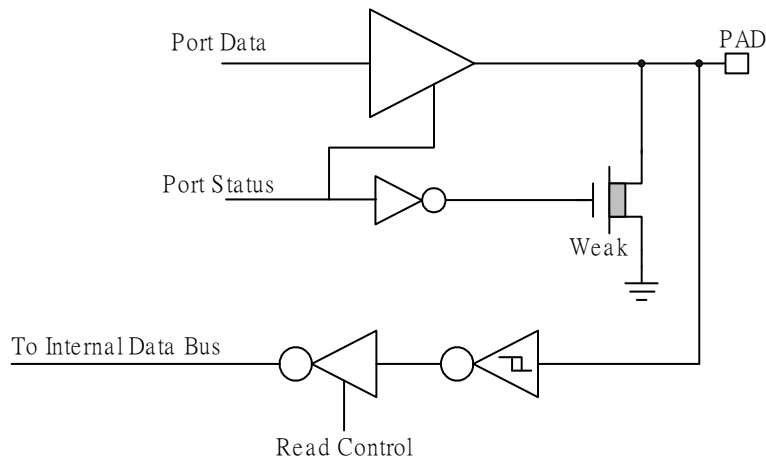 Port Data
PAD
Port Status
Weak
To Internal Data Bus
Read Control